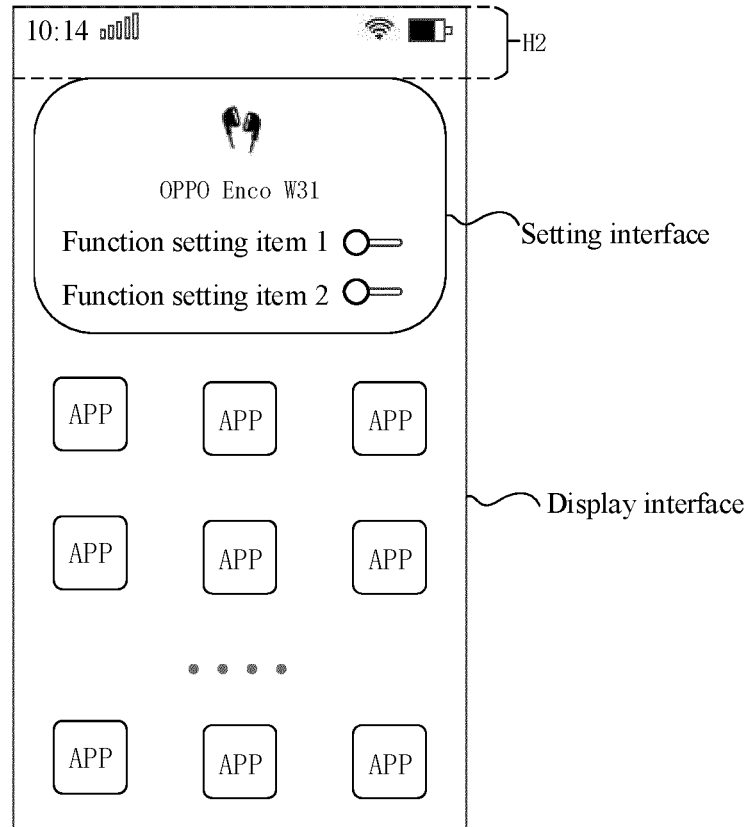 10:14
H2
OPPO Enco W31
Function setting item 1
Function setting item 2
Setting interface
APP APP APP
Display interface
APP APP APP
APP APP APP